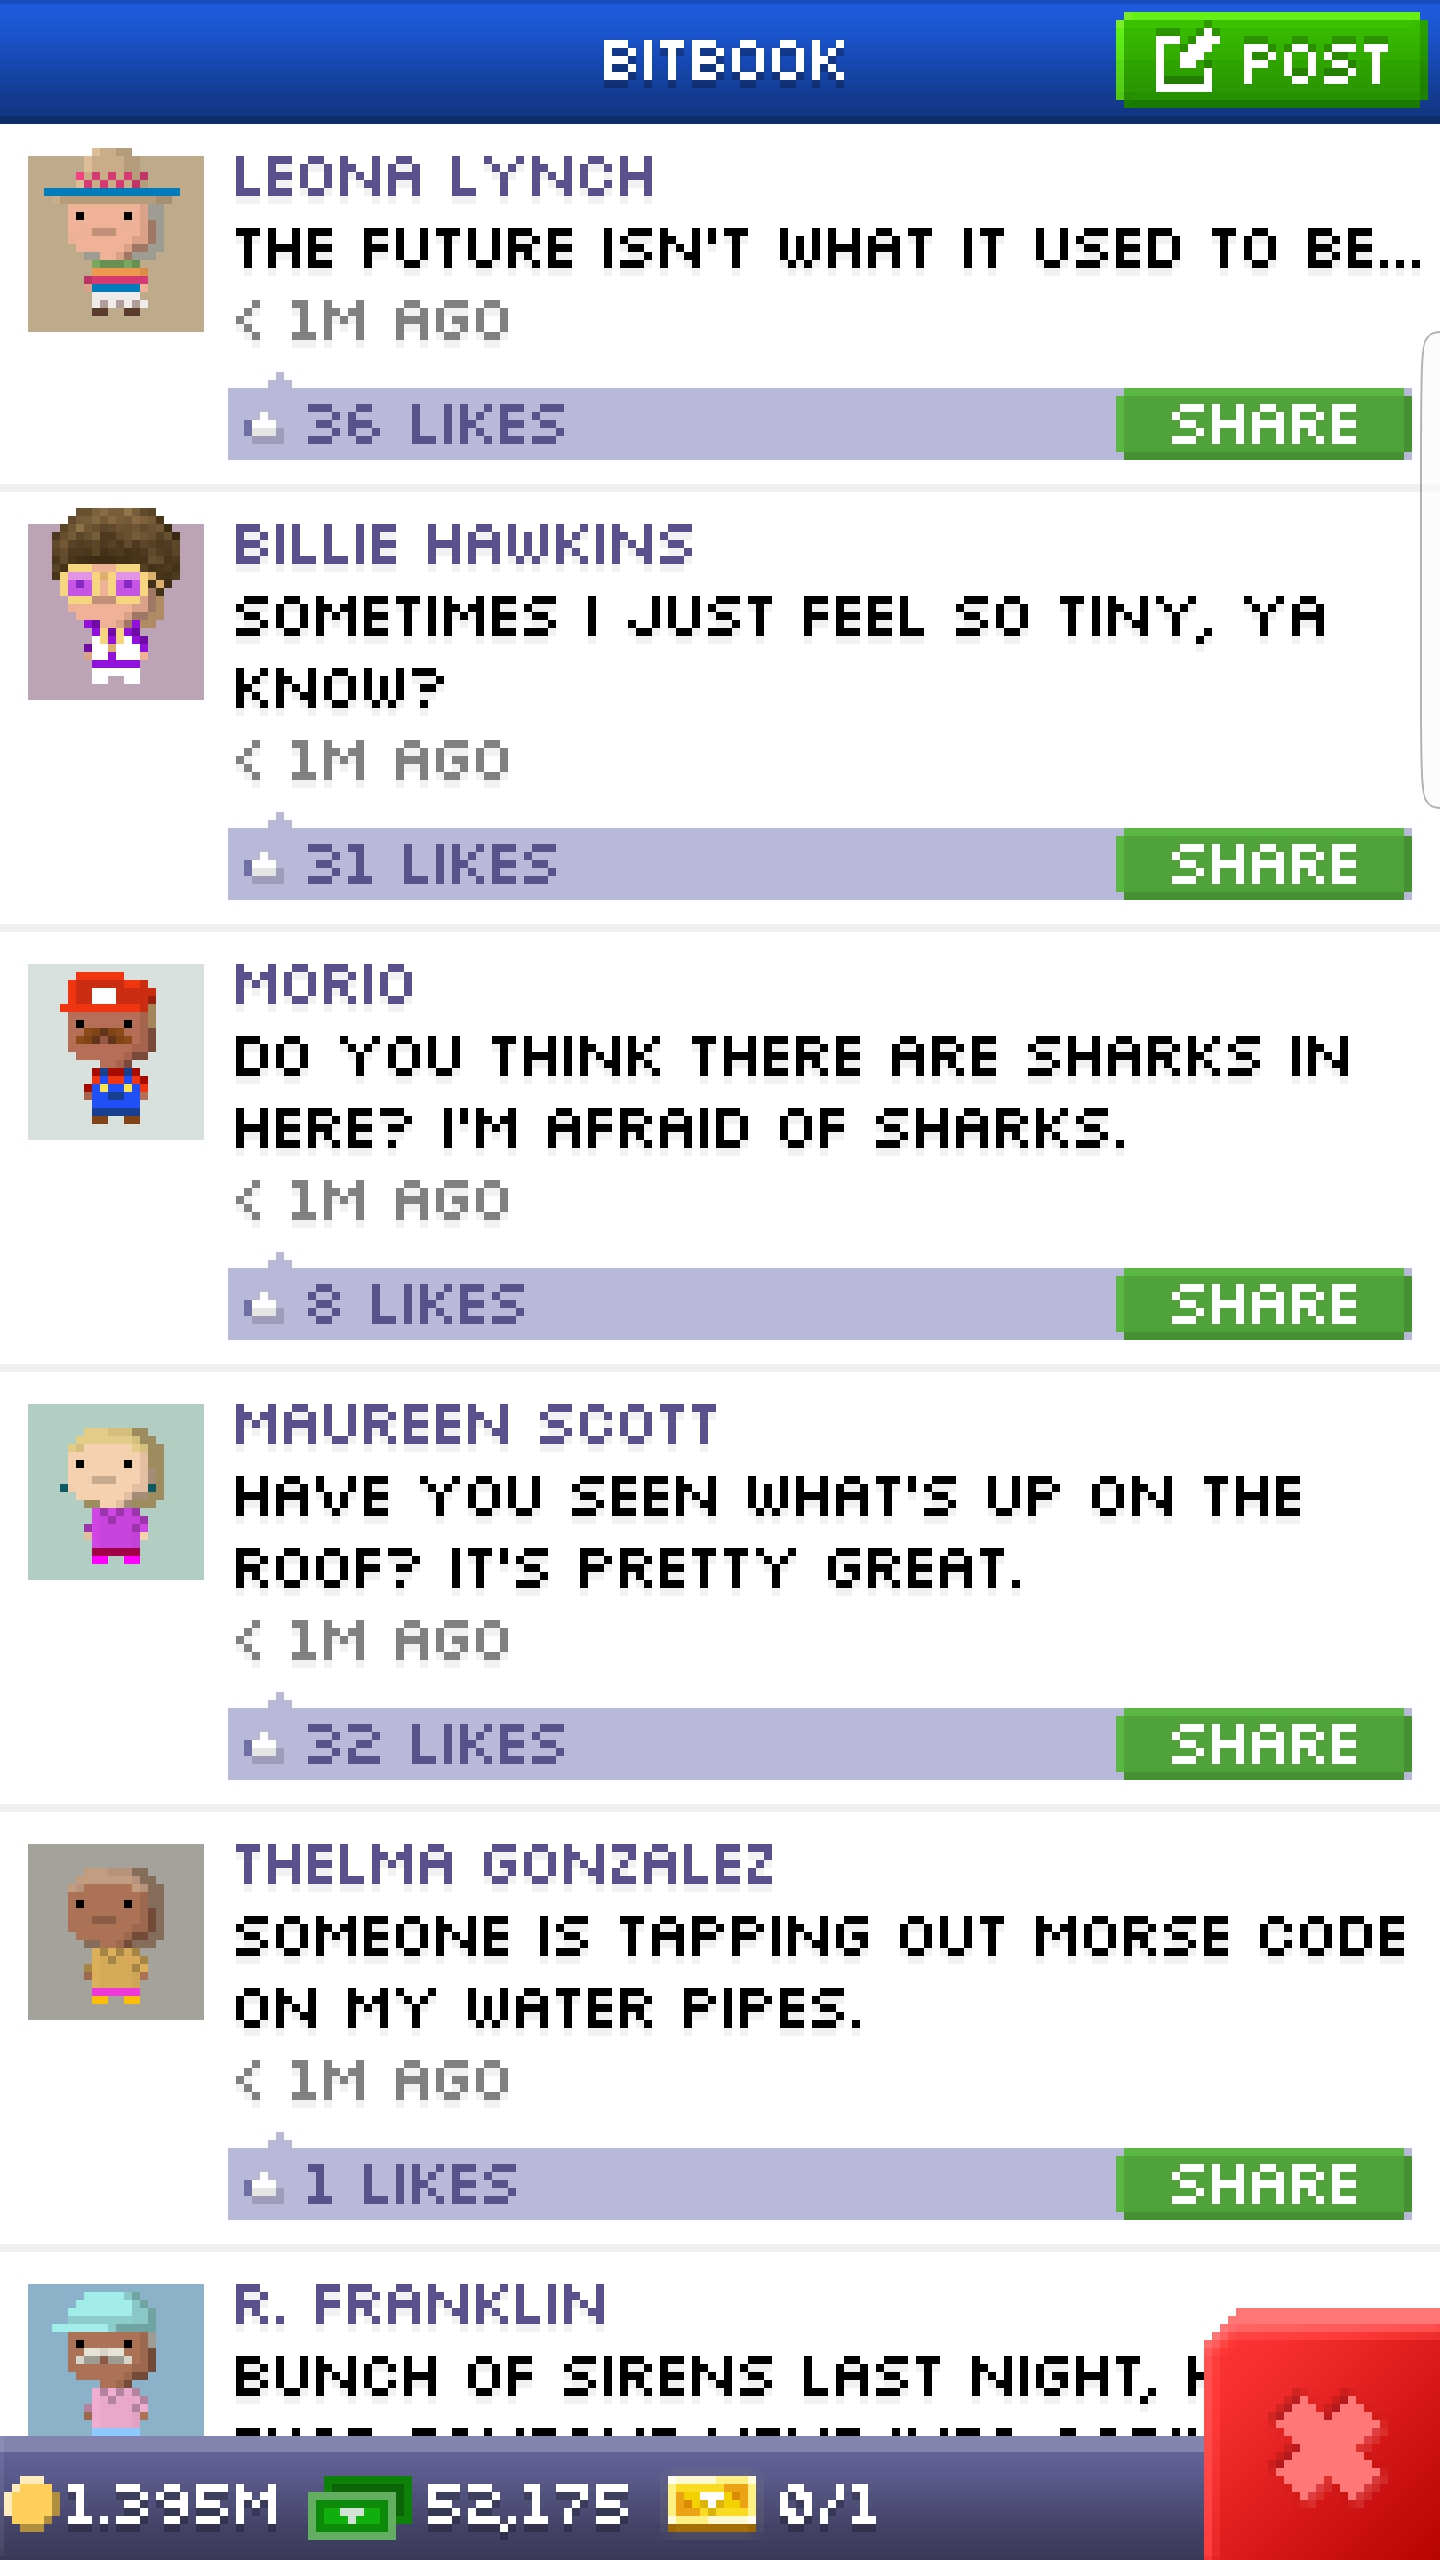 BITBOOK
POST
LEONA LYNCH
THE FUTURE ISN'T WHAT IT USED TO BE...
< 1M AGO
36 LIKES
SHARE
BILLIE HAWKINS
SOMETIMES I JUST FEEL SO TINY, YA
KNOW?
< 1M AGO
31 LIKES
SHARE
MORIO
DO YOU THINK THERE ARE SHARKS IN
HERE? I'M AFRAID OF SHARKS.
< 1M AGO
8 LIKES
SHARE
MAUREEN SCOTT
HAVE YOU SEEN WHAT'S UP ON THE
ROOF? IT'S PRETTY GREAT.
< 1M AGO
32 LIKES
SHARE
THELMA GONZALEZ
SOMEONE IS TAPPING OUT MORSE CODE
ON MY WATER PIPES.
< 1M AGO
1 LIKES
SHARE
R. FRANKLIN
BUNCH OF SIRENS LAST NIGHT,
1.395M
52,175
0/1